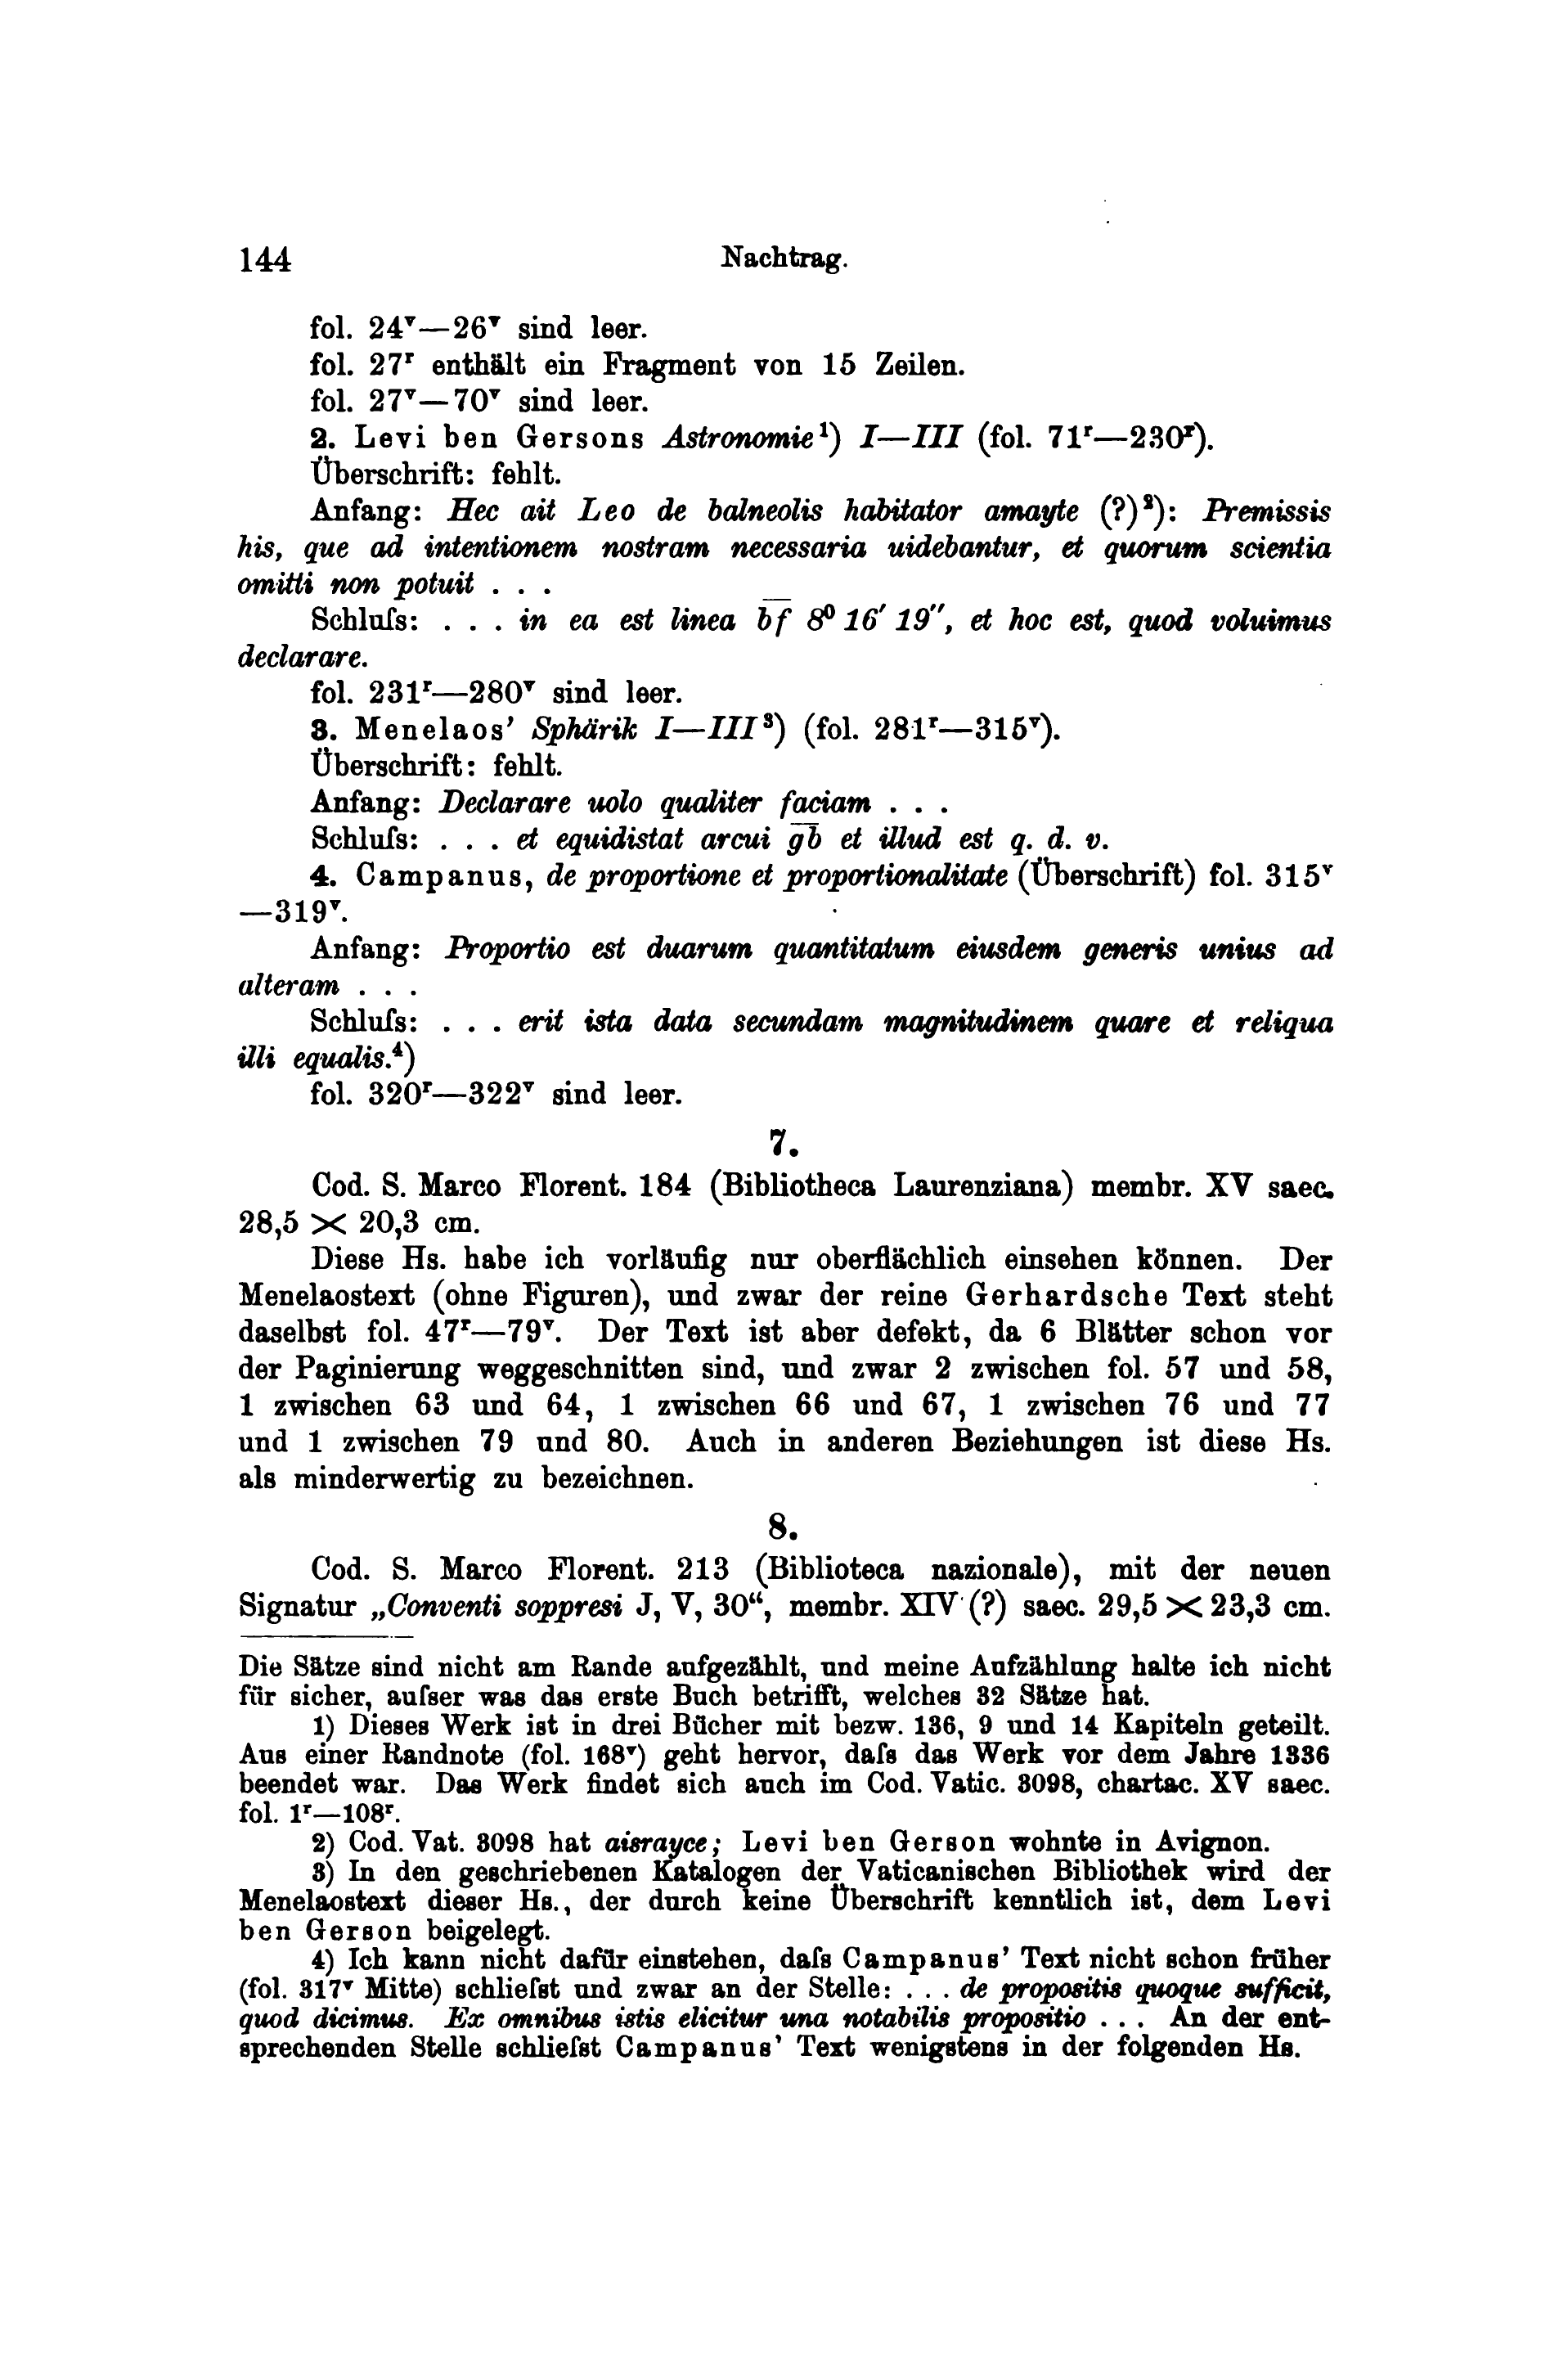 144 Nachtrag.
fol. 24ᵛ—26ᵛ sind leer.
fol. 27ʳ enthält ein Fragment von 15 Zeilen.
fol. 27ᵛ—70ᵛ sind leer.
2. Levi ben Gersons Astronomie¹) I—III (fol. 71ʳ—230ʳ).
Überschrift: fehlt.
Anfang: Hec ait Leo de balneolis habitator amayte (?)²): Premissis
his, que ad intentionem nostram necessaria uidebantur, et quorum scientia
omitti non potuit . . .
Schluſs: . . . in ea est linea b̅f̅ 8⁰ 16′ 19″, et hoc est, quod voluimus
declarare.
fol. 231ʳ—280ᵛ sind leer.
3. Menelaos’ Sphärik I—III³) (fol. 281ʳ—315ᵛ).
Überschrift: fehlt.
Anfang: Declarare uolo qualiter faciam . . .
Schluſs: . . . et equidistat arcui g̅b̅ et illud est q. d. v.
4. Campanus, de proportione et proportionalitate (Überschrift) fol. 315ᵛ
—319ᵛ.
Anfang: Proportio est duarum quantitatum eiusdem generis unius ad
alteram . . .
Schluſs: . . . erit ista data secundam magnitudinem quare et reliqua
illi equalis.⁴)
fol. 320ʳ—322ᵛ sind leer.
7.
Cod. S. Marco Florent. 184 (Bibliotheca Laurenziana) membr. XV saec.
28,5 × 20,3 cm.
Diese Hs. habe ich vorläufig nur oberflächlich einsehen können. Der
Menelaostext (ohne Figuren), und zwar der reine Gerhardsche Text steht
daselbst fol. 47ʳ—79ᵛ. Der Text ist aber defekt, da 6 Blätter schon vor
der Paginierung weggeschnitten sind, und zwar 2 zwischen fol. 57 und 58,
1 zwischen 63 und 64, 1 zwischen 66 und 67, 1 zwischen 76 und 77
und 1 zwischen 79 und 80. Auch in anderen Beziehungen ist diese Hs.
als minderwertig zu bezeichnen.
8.
Cod. S. Marco Florent. 213 (Biblioteca nazionale), mit der neuen
Signatur „Conventi soppresi J, V, 30“, membr. XIV (?) saec. 29,5 × 23,3 cm.
Die Sätze sind nicht am Rande aufgezählt, und meine Aufzählung halte ich nicht
für sicher, auſser was das erste Buch betrifft, welches 32 Sätze hat.
1) Dieses Werk ist in drei Bücher mit bezw. 136, 9 und 14 Kapiteln geteilt.
Aus einer Randnote (fol. 168ᵛ) geht hervor, daſs das Werk vor dem Jahre 1336
beendet war. Das Werk findet sich auch im Cod. Vatic. 3098, chartac. XV saec.
fol. 1ʳ—108ʳ.
2) Cod. Vat. 3098 hat aisrayce; Levi ben Gerson wohnte in Avignon.
3) In den geschriebenen Katalogen der Vaticanischen Bibliothek wird der
Menelaostext dieser Hs., der durch keine Überschrift kenntlich ist, dem Levi
ben Gerson beigelegt.
4) Ich kann nicht dafür einstehen, daſs Campanus’ Text nicht schon früher
(fol. 317ᵛ Mitte) schlieſst und zwar an der Stelle: . . . de propositis quoque sufficit,
quod dicimus. Ex omnibus istis elicitur una notabilis propositio . . . An der ent-
sprechenden Stelle schlieſst Campanus’ Text wenigstens in der folgenden Hs.